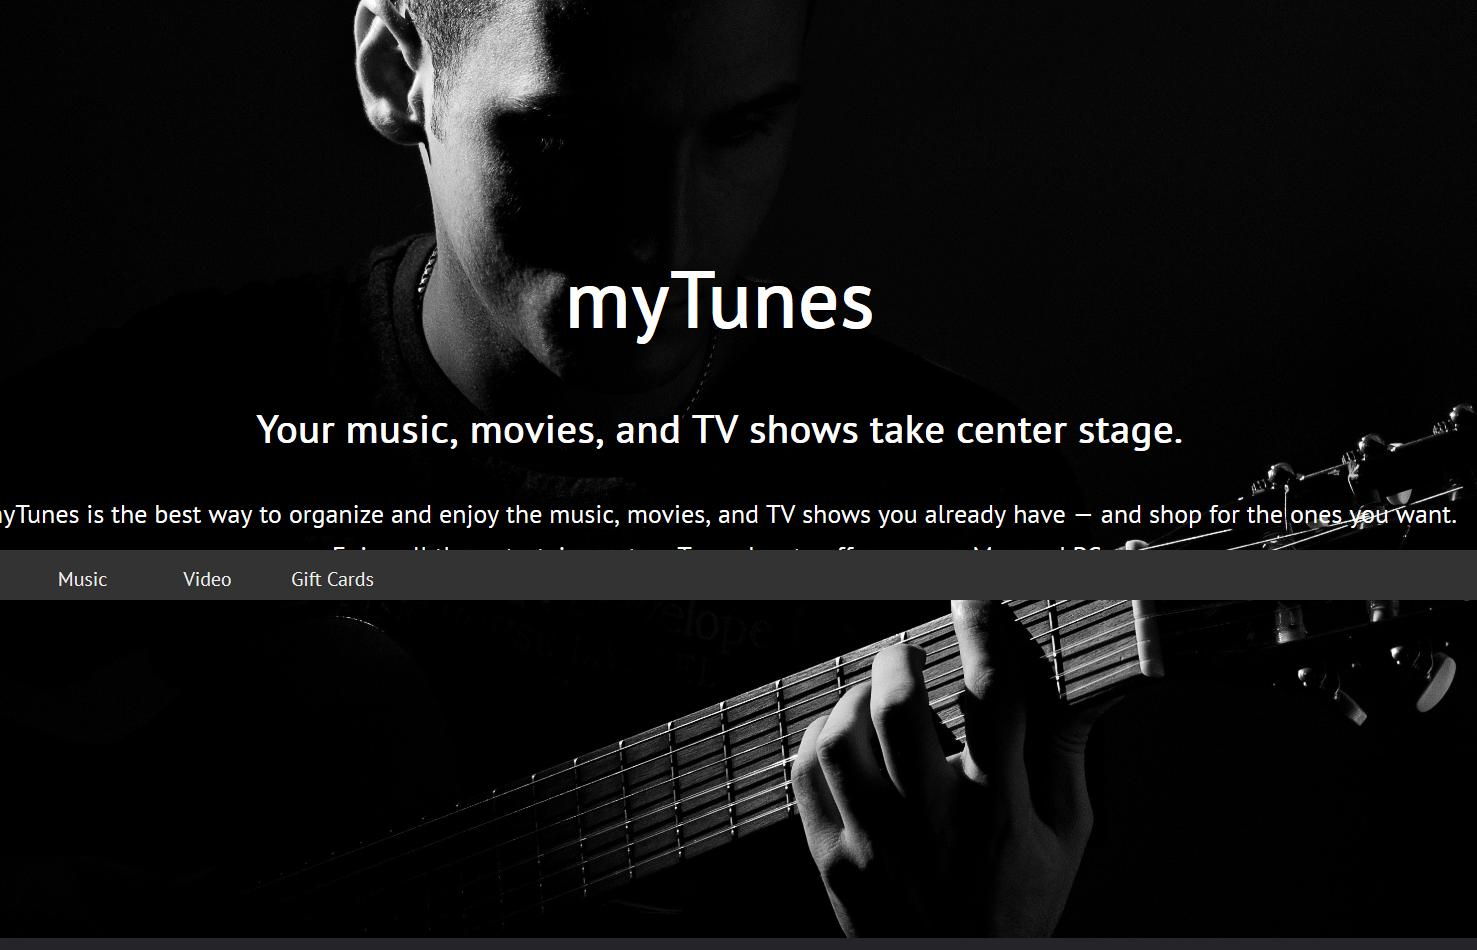 myTunes
Your music, movies, and TV shows take center stage.
yTunes is the best way to organize and enjoy the music, movies, and TV shows you already have — and shop for the ones you want.
Music Video Gift Cards